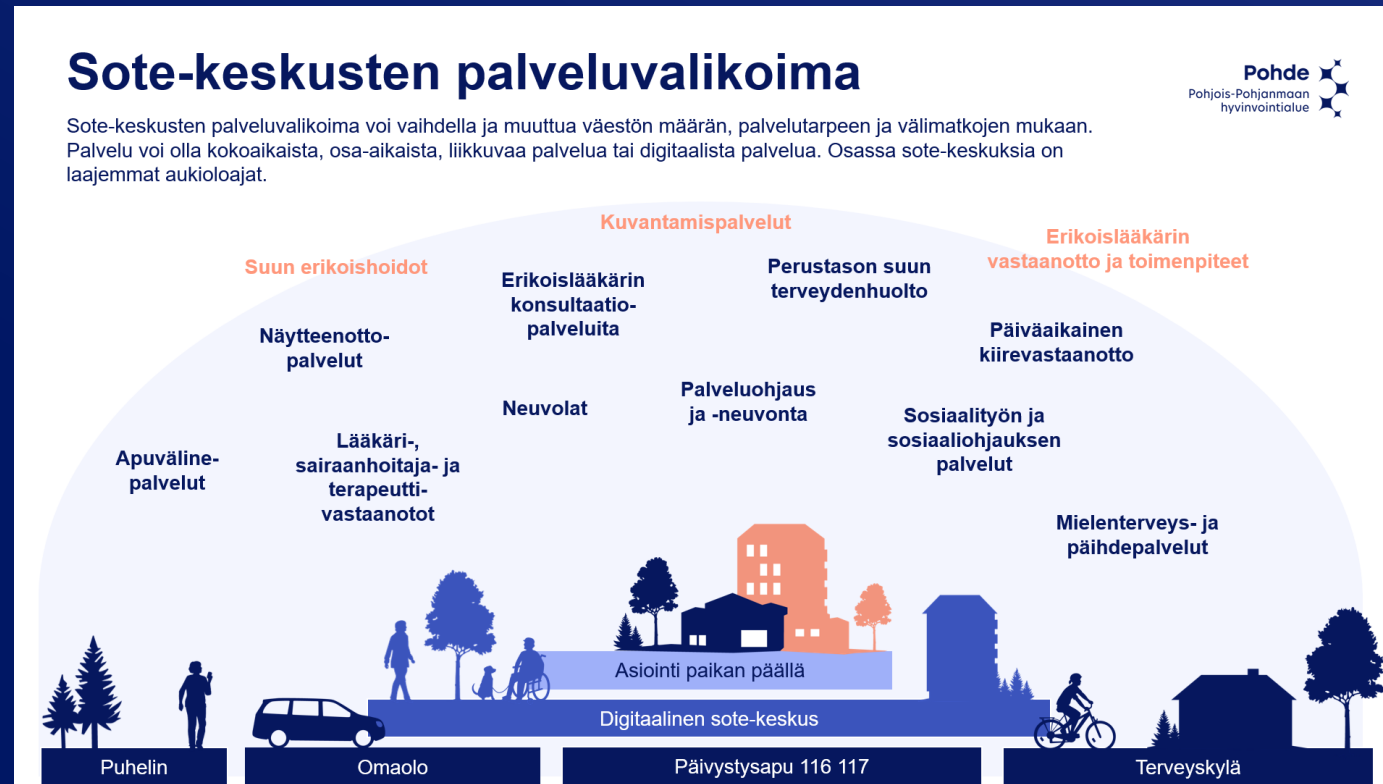 Sote-keskusten palveluvalikoima
Pohde
Pohjois-Pohjanmaan
hyvinvointialue
Sote-keskusten palveluvalikoima voi vaihdella ja muuttua väestön määrän, palvelutarpeen ja välimatkojen mukaan.
Palvelu voi olla kokoaikaista, osa-aikaista, liikkuvaa palvelua tai digitaalista palvelua. Osassa sote-keskuksia on
laajemmat aukioloajat.
Kuvantamispalvelut
Erikoislääkärin
vastaanotto ja toimenpiteet
Suun erikoishoidot
Erikoislääkärin
konsultaatio-
palveluita
Perustason suun
terveydenhuolto
Näytteenotto-
palvelut
Päiväaikainen
kiirevastaanotto
Neuvolat
Palveluohjaus
ja -neuvonta
Sosiaalityön ja
sosiaaliohjauksen
palvelut
Apuväline-
palvelut
Lääkäri-,
sairaanhoitaja- ja
terapeutti-
vastaanotot
Mielenterveys- ja
päihdepalvelut
Asiointi paikan päällä
Digitaalinen sote-keskus
Puhelin
Omaolo
Päivystysapu 116 117
Terveyskylä